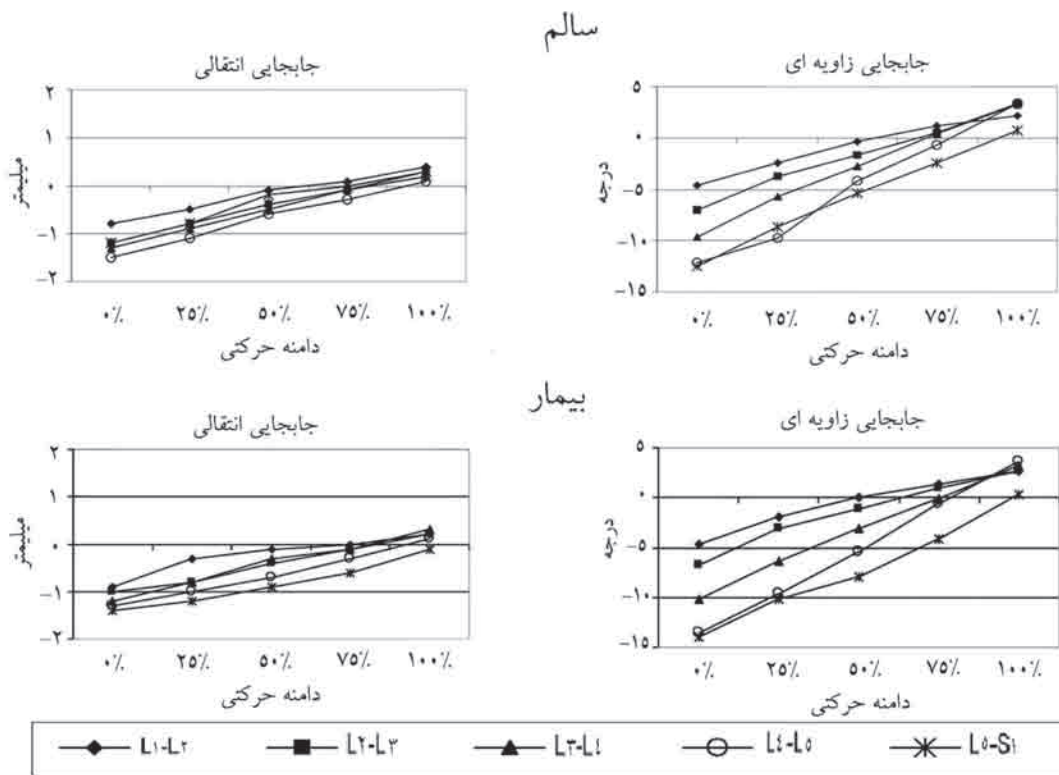 سالم
جابجایی زاویه ای
درجه
۵
۰
−۵
−۱۰
−۱۵
۰٪ ۲۵٪ ۵۰٪ ۷۵٪ ۱۰۰٪
دامنه حرکتی
جابجایی انتقالی
میلیمتر
۲
۱
۰
−۱
−۲
۰٪ ۲۵٪ ۵۰٪ ۷۵٪ ۱۰۰٪
دامنه حرکتی
بیمار
جابجایی زاویه ای
درجه
۵
۰
−۵
−۱۰
−۱۵
۰٪ ۲۵٪ ۵۰٪ ۷۵٪ ۱۰۰٪
دامنه حرکتی
جابجایی انتقالی
میلیمتر
۲
۱
۰
−۱
−۲
۰٪ ۲۵٪ ۵۰٪ ۷۵٪ ۱۰۰٪
دامنه حرکتی
L۱-L۲ L۲-L۳ L۳-L٤ L٤-L۵ L۵-S۱